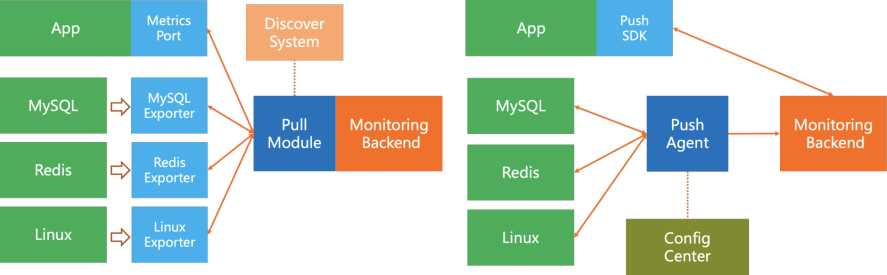 App
Metrics
Port
Discover
System
MySQL
MySQL
Exporter
Pull
Module
Monitoring
Backend
Redis
Redis
Exporter
Linux
Linux
Exporter
App
Push
SDK
MySQL
Push
Agent
Monitoring
Backend
Redis
Linux
Config
Center